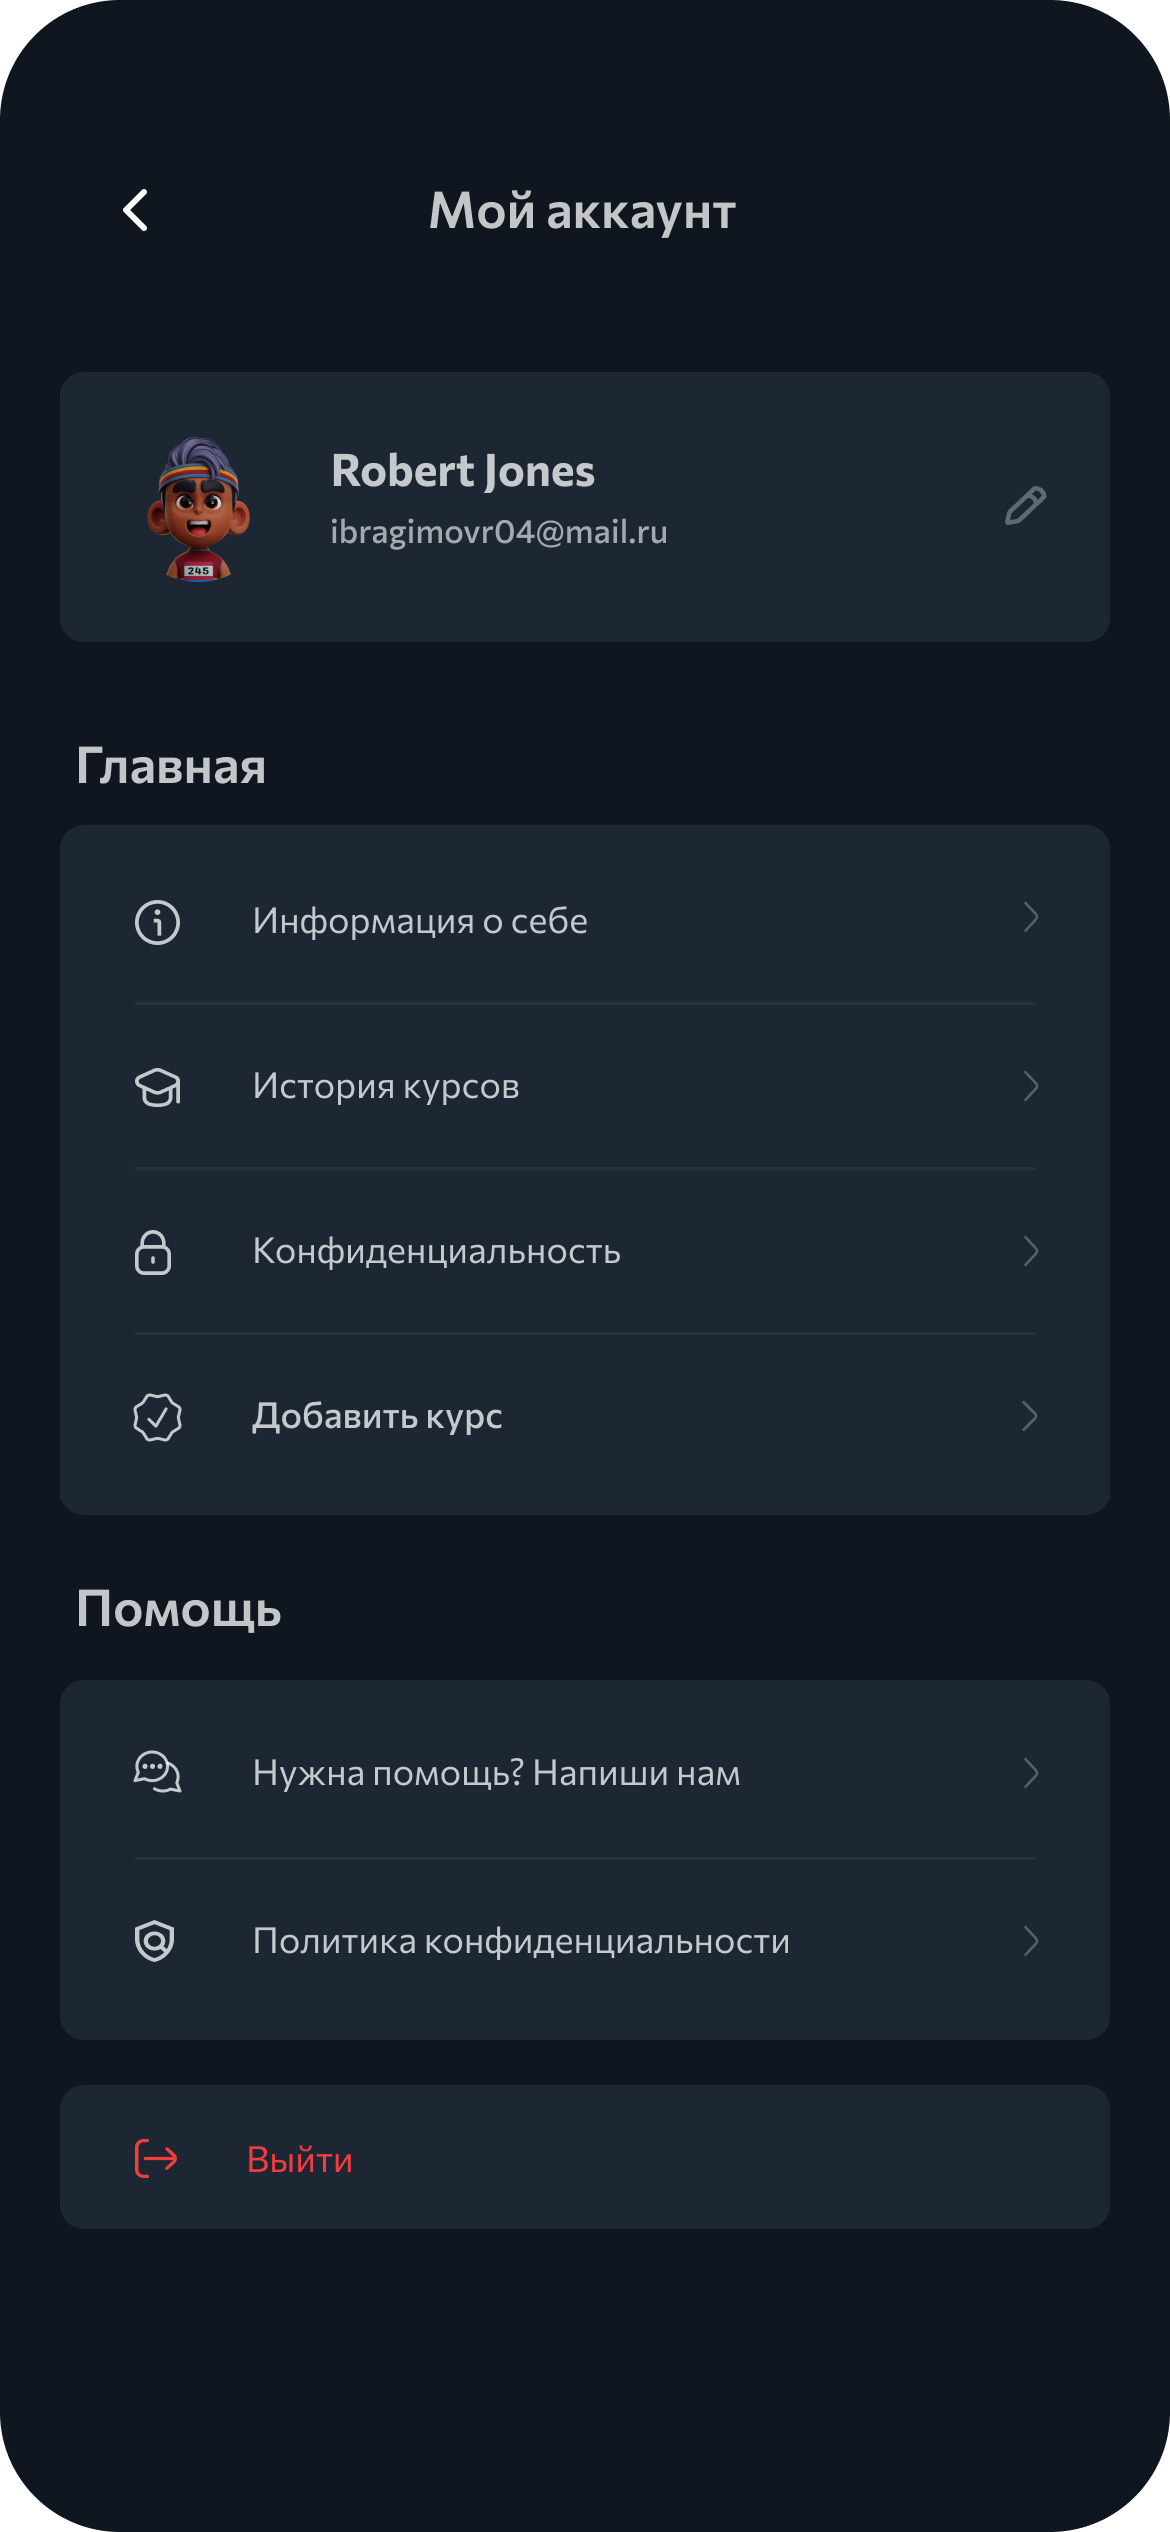 Мой аккаунт
Robert Jones
ibragimovr04@mail.ru
245
Главная
Информация о себе
История курсов
Конфиденциальность
Добавить курс
Помощь
Нужна помощь? Напиши нам
Политика конфиденциальности
Выйти